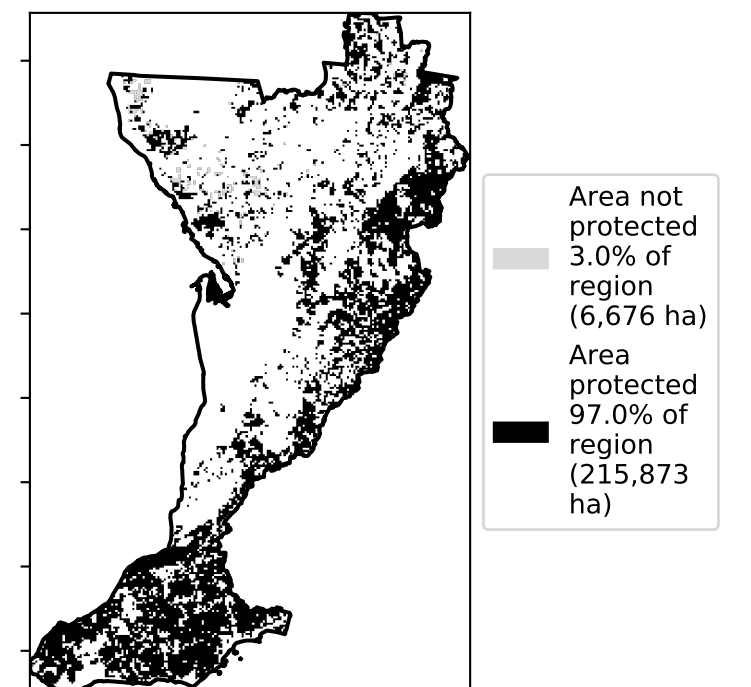 Area not
protected
3.0% of
region
(6,676 ha)
Area
protected
97.0% of
region
(215,873
ha)